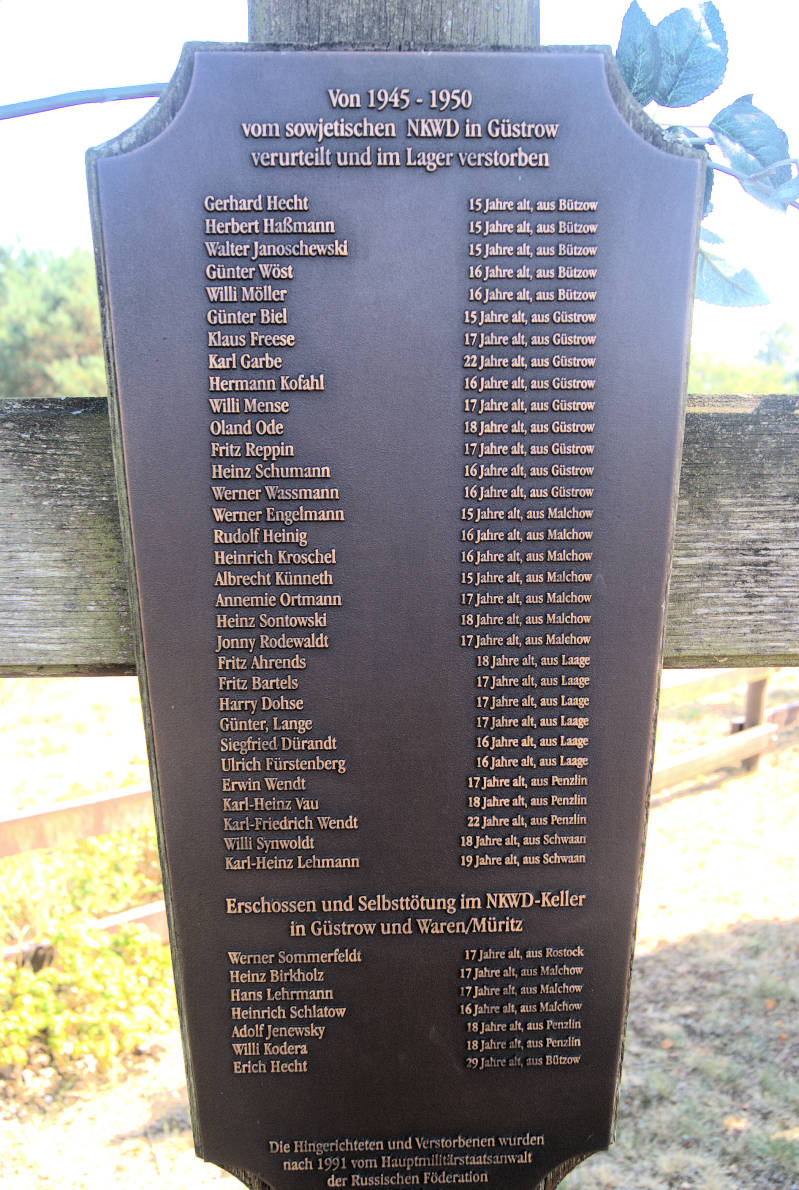 Von 1945 - 1950
vom sowjetischen NKWD in Güstrow
verurteilt und im Lager verstorben
Gerhard Hecht 15 Jahre alt, aus Bützow
Herbert Haßmann 15 Jahre alt, aus Bützow
Walter Janoschewski 15 Jahre alt, aus Bützow
Günter Wöst 16 Jahre alt, aus Bützow
Willi Möller 16 Jahre alt, aus Bützow
Günter Biel 15 Jahre alt, aus Güstrow
Klaus Freese 17 Jahre alt, aus Güstrow
Karl Garbe 22 Jahre alt, aus Güstrow
Hermann Kofahl 16 Jahre alt, aus Güstrow
Willi Mense 17 Jahre alt, aus Güstrow
Oland Ode 18 Jahre alt, aus Güstrow
Fritz Reppin 17 Jahre alt, aus Güstrow
Heinz Schumann 16 Jahre alt, aus Güstrow
Werner Wassmann 16 Jahre alt, aus Güstrow
Werner Engelmann 15 Jahre alt, aus Malchow
Rudolf Heinig 16 Jahre alt, aus Malchow
Heinrich Kroschel 16 Jahre alt, aus Malchow
Albrecht Künneth 15 Jahre alt, aus Malchow
Annemie Ortmann 17 Jahre alt, aus Malchow
Heinz Sontowski 18 Jahre alt, aus Malchow
Jonny Rodewaldt 17 Jahre alt, aus Malchow
Fritz Ahrends 18 Jahre alt, aus Laage
Fritz Bartels 17 Jahre alt, aus Laage
Harry Dohse 17 Jahre alt, aus Laage
Günter, Lange 17 Jahre alt, aus Laage
Siegfried Dürandt 16 Jahre alt, aus Laage
Ulrich Fürstenberg 16 Jahre alt, aus Laage
Erwin Wendt 17 Jahre alt, aus Penzlin
Karl-Heinz Vau 18 Jahre alt, aus Penzlin
Karl-Friedrich Wendt 22 Jahre alt, aus Penzlin
Willi Synwoldt 18 Jahre alt, aus Schwaan
Karl-Heinz Lehmann 19 Jahre alt, aus Schwaan
Erschossen und Selbsttötung im NKWD-Keller
in Güstrow und Waren/Müritz
Werner Sommerfeldt 17 Jahre alt, aus Rostock
Heinz Birkholz 17 Jahre alt, aus Malchow
Hans Lehrmann 17 Jahre alt, aus Malchow
Heinrich Schlatow 16 Jahre alt, aus Malchow
Adolf Jenewsky 18 Jahre alt, aus Penzlin
Willi Kodera 18 Jahre alt, aus Penzlin
Erich Hecht 29 Jahre alt, aus Bützow
Die Hingerichteten und Verstorbenen wurden
nach 1991 vom Hauptmilitärstaatsanwalt
der Russischen Föderation